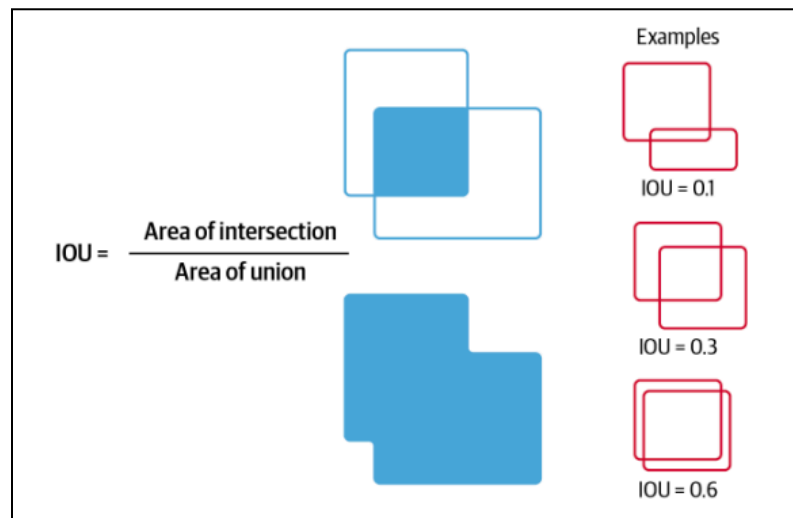 Examples
IOU = 0.1
IOU =
Area of intersection
Area of union
IOU = 0.3
IOU = 0.6